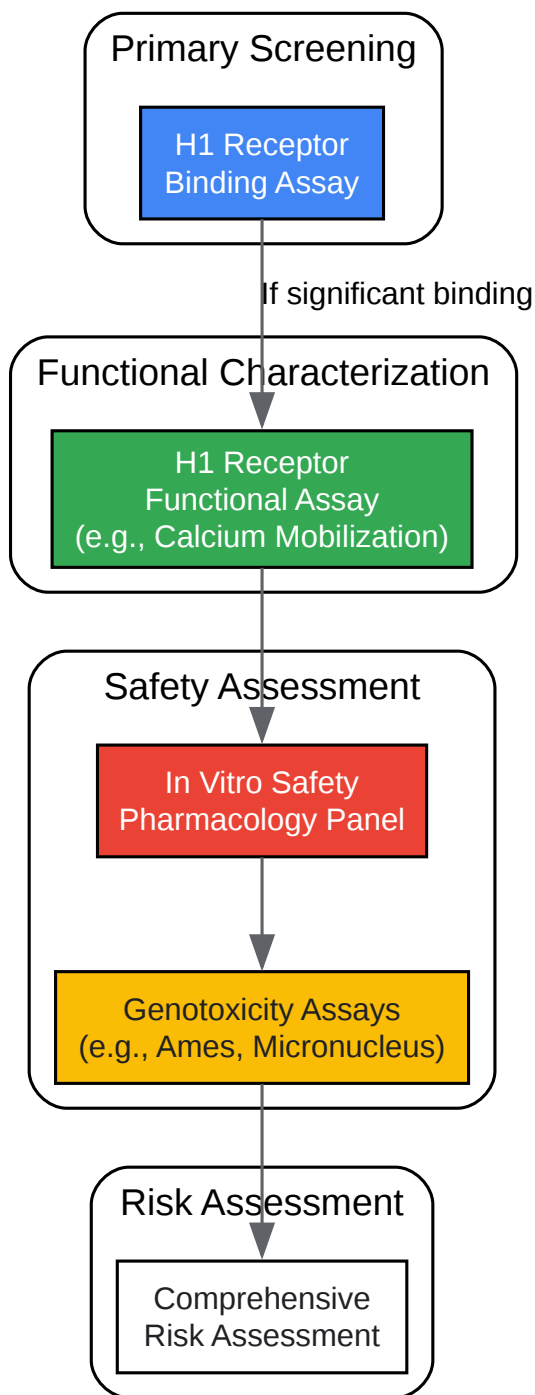 Primary Screening
H1 Receptor
Binding Assay
If significant binding
Functional Characterization
H1 Receptor
Functional Assay
(e.g., Calcium Mobilization)
Safety Assessment
In Vitro Safety
Pharmacology Panel
Genotoxicity Assays
(e.g., Ames, Micronucleus)
Risk Assessment
Comprehensive
Risk Assessment